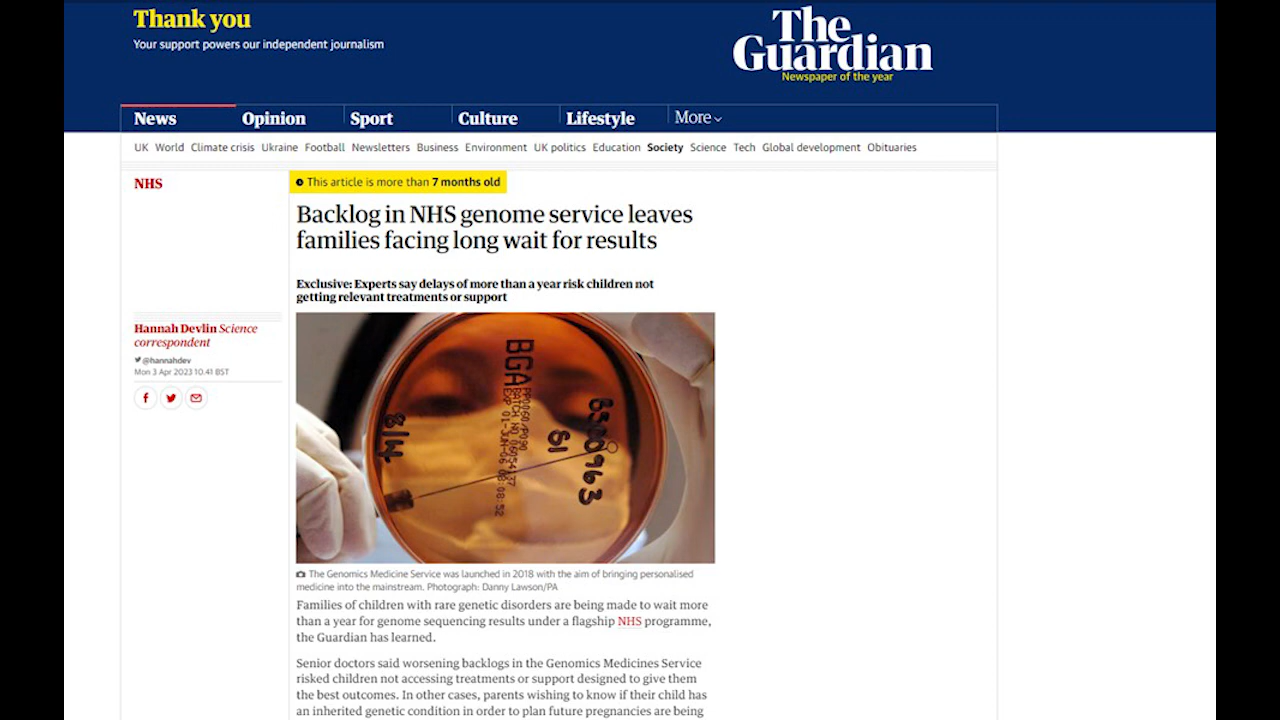 Thank you
Your support powers our independent journalism
The
Guardian
Newspaper of the year
News Opinion Sport Culture Lifestyle More
UK World Climate crisis Ukraine Football Newsletters Business Environment UK politics Education Society Science Tech Global development Obituaries
NHS
This article is more than 7 months old
Backlog in NHS genome service leaves
families facing long wait for results
Exclusive: Experts say delays of more than a year risk children not
getting relevant treatments or support
Hannah Devlin Science
correspondent
@hannahdev
Mon 3 Apr 2023 10.41 BST
BGA
8/4
S1
The Genomics Medicine Service was launched in 2018 with the aim of bringing personalised
medicine into the mainstream. Photograph: Danny Lawson/PA
Families of children with rare genetic disorders are being made to wait more
than a year for genome sequencing results under a flagship NHS programme,
the Guardian has learned.
Senior doctors said worsening backlogs in the Genomics Medicines Service
risked children not accessing treatments or support designed to give them
the best outcomes. In other cases, parents wishing to know if their child has
an inherited genetic condition in order to plan future pregnancies are being